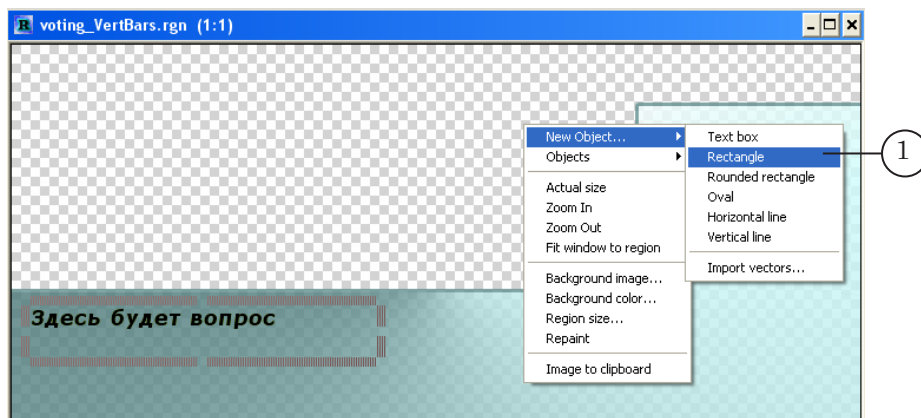 voting_VertBars.rgn (1:1)
New Object...
Objects
Actual size
Zoom In
Zoom Out
Fit window to region
Background image...
Background color...
Region size...
Repaint
Image to clipboard
Text box
Rectangle
Rounded rectangle
Oval
Horizontal line
Vertical line
Import vectors...
1
Здесь будет вопрос